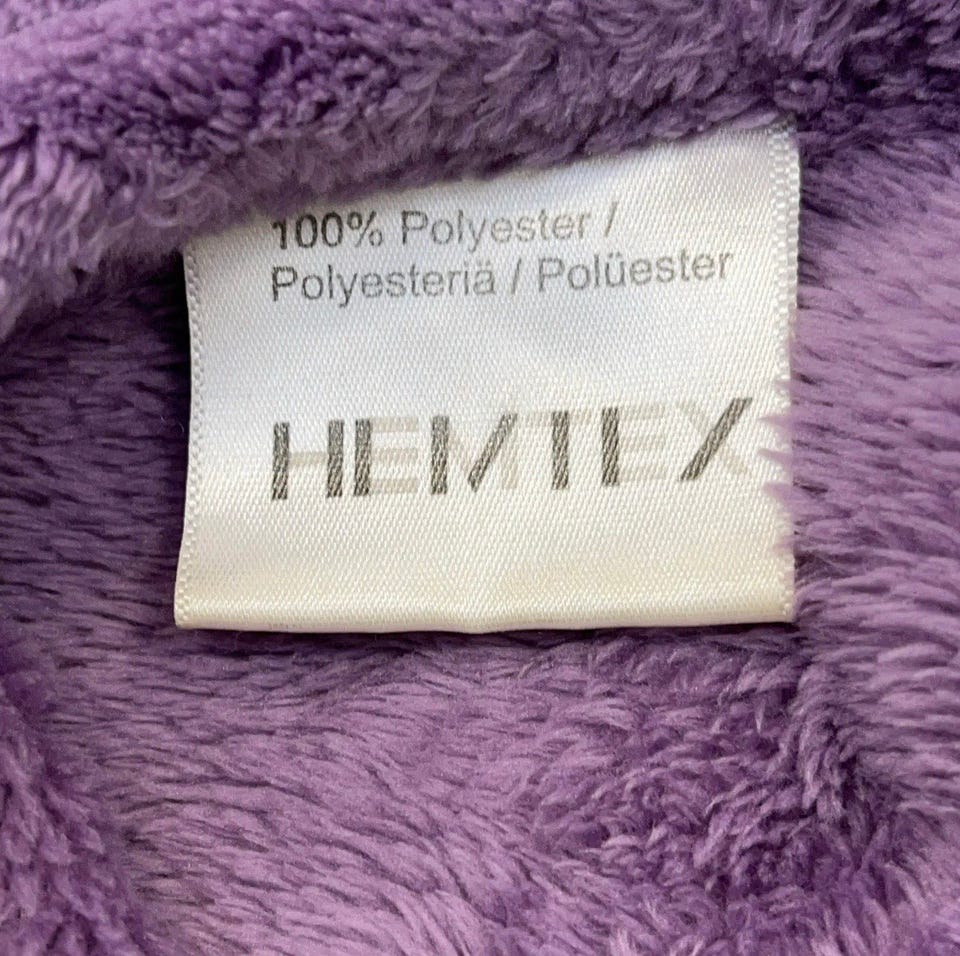 100% Polyester /
Polyesteriä / Polüester
HEMTEX